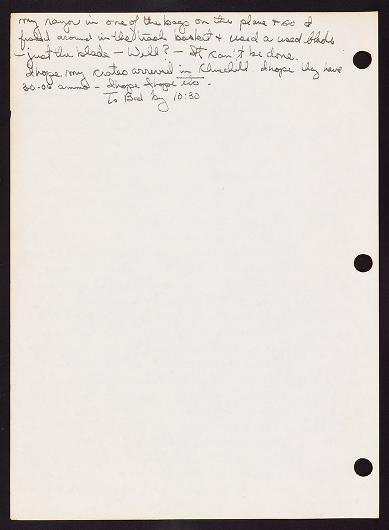 my razor in one of the bags on the plane + so I
fished around in the trash basket + used a used blade
- just the blade - Well? - It can't be done.
I hope my crates arrived in Churchill I hope they have
30-06 ammo - I hope I hope etc.
To Bed by 10:30